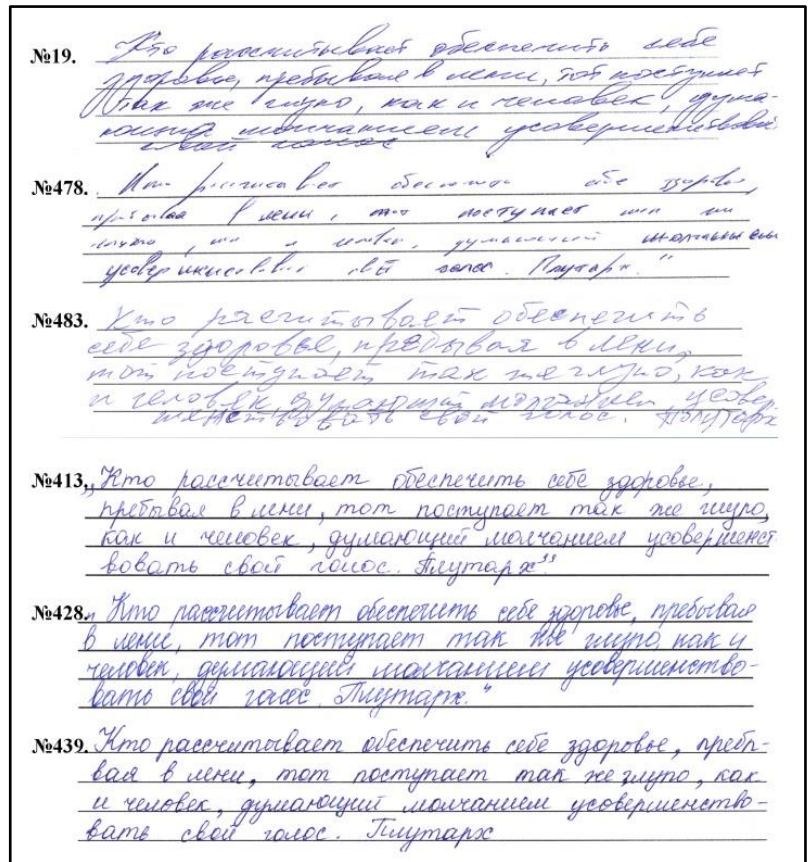 №19. Кто рассчитывает обеспечить себе
здоровье, пребывая в лени, тот поступает
так же глупо, как и человек, дума-
ющий молчанием усовершенствовать
свой голос
№478. Кто рассчитывает обеспечить себе здоровье,
пребывая в лени, тот поступает так же
глупо, как и человек, думающий молчанием
усовершенствовать свой голос. Плутарх."
№483. Кто расчитывает обеспечить
себе здоровье, пребывая в лени,
тот поступает так же глупо, как
и человек, думающий молчанием усовер
шенствовать свой голос. Плутарх
№413. „Кто рассчитывает обеспечить себе здоровье,
пребывая в лени, тот поступает так же глупо,
как и человек, думающий молчанием усовершенст
вовать свой голос. Плутарх"
№428. „Кто рассчитывает обеспечить себе здоровье, пребывая
в лени, тот поступает так же глупо, как и
человек, думающий молчанием усовершенство-
вать свой голос. Плутарх."
№439. Кто рассчитывает обеспечить себе здоровье, пребы-
вая в лени, тот поступает так же глупо, как
и человек, думающий молчанием усовершенство-
вать свой голос. Плутарх